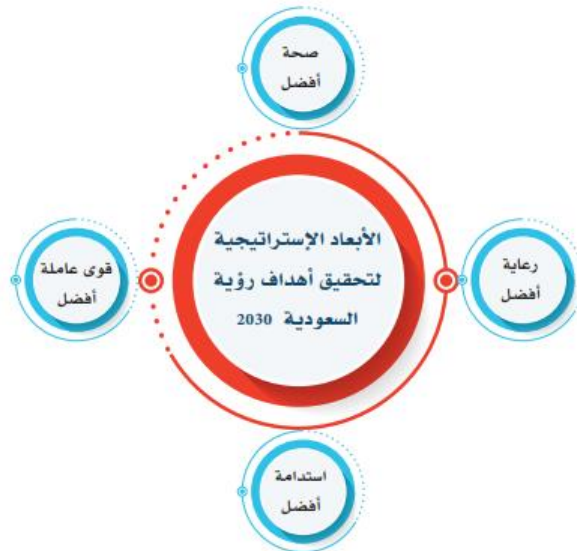 صحة
أفضل
الأبعاد الإستراتيجية
لتحقيق أهداف رؤية
السعودية 2030
رعاية
أفضل
قوى عاملة
أفضل
استدامة
أفضل